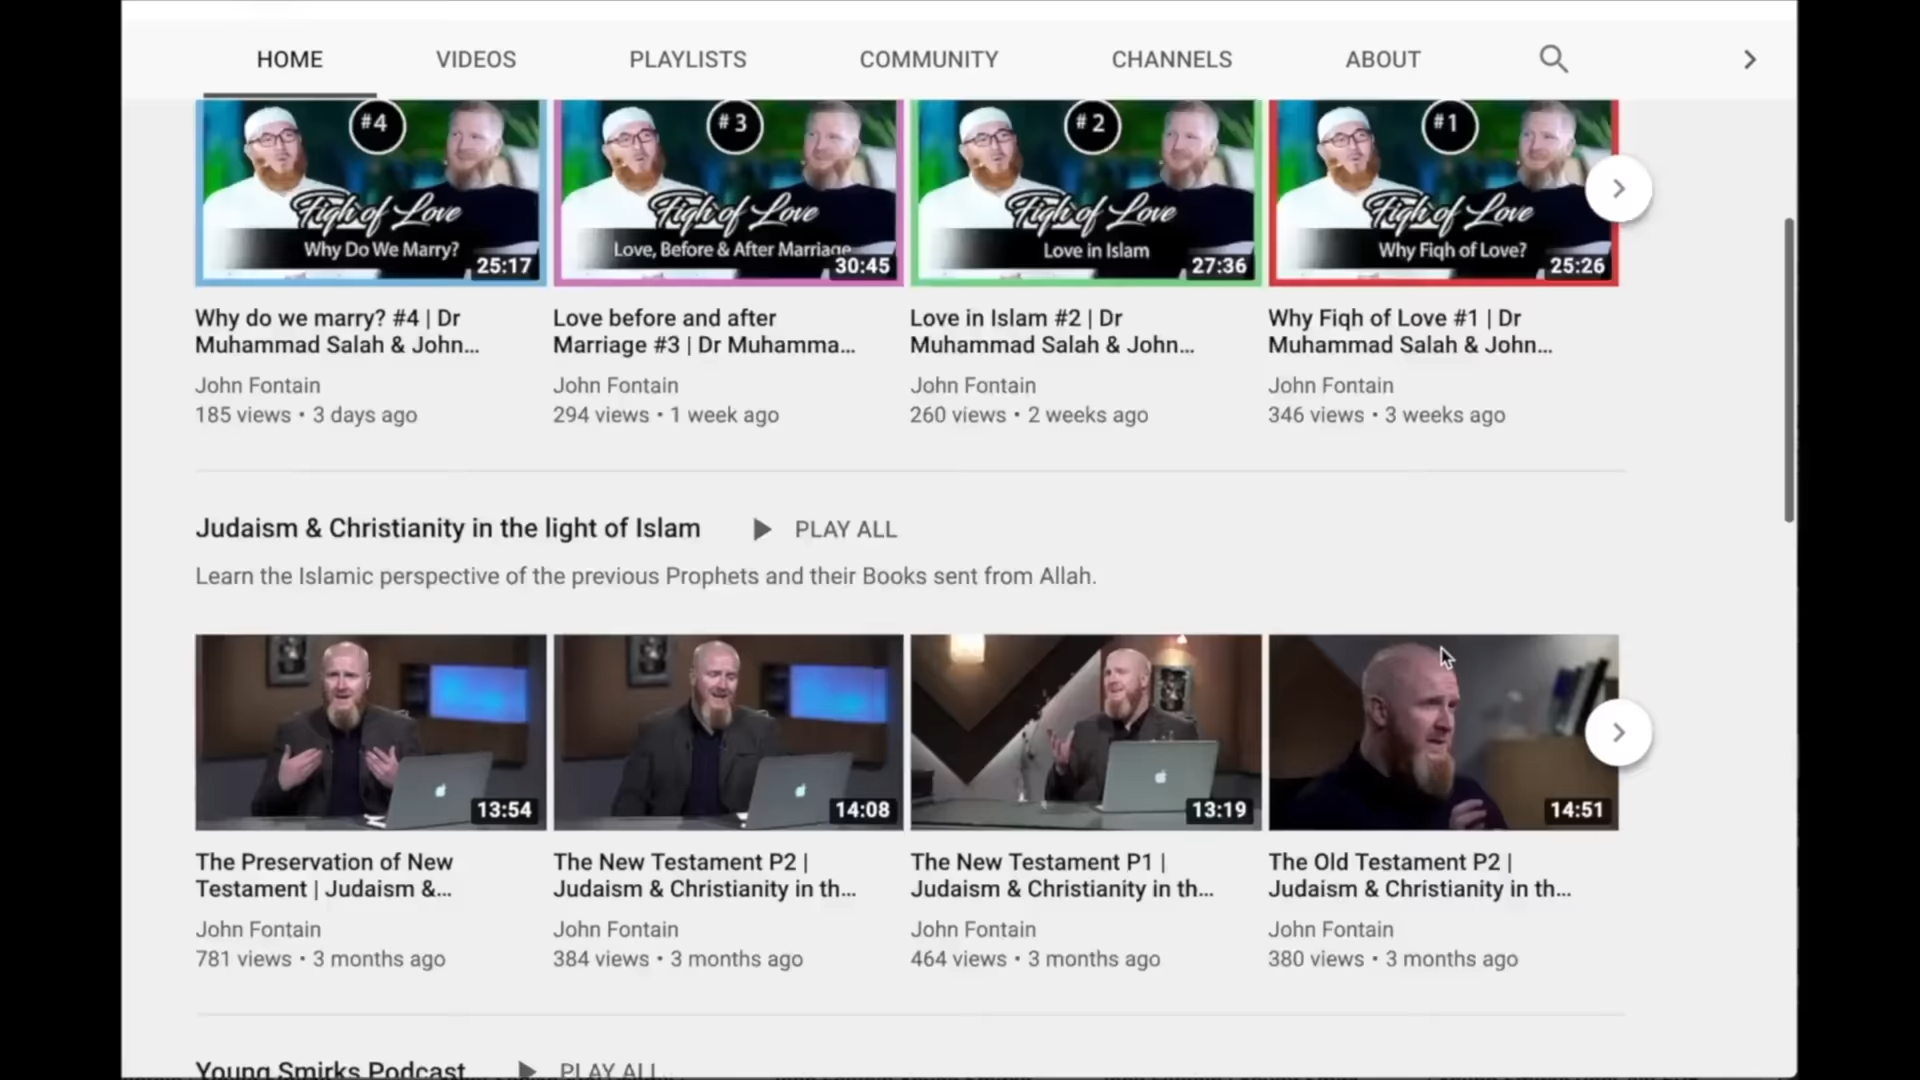 HOME VIDEOS PLAYLISTS COMMUNITY CHANNELS ABOUT
#4 #3 #2 #1
Fiqh of Love Fiqh of Love Fiqh of Love Fiqh of Love
Why Do We Marry? Love, Before & After Marriage Love in Islam Why Fiqh of Love?
25:17 30:45 27:36 25:26
Why do we marry? #4 | Dr Love before and after Love in Islam #2 | Dr Why Fiqh of Love #1 | Dr
Muhammad Salah & John... Marriage #3 | Dr Muhamma... Muhammad Salah & John... Muhammad Salah & John...
John Fontain John Fontain John Fontain John Fontain
185 views • 3 days ago 294 views • 1 week ago 260 views • 2 weeks ago 346 views • 3 weeks ago
Judaism & Christianity in the light of Islam PLAY ALL
Learn the Islamic perspective of the previous Prophets and their Books sent from Allah.
13:54 14:08 13:19 14:51
The Preservation of New The New Testament P2 | The New Testament P1 | The Old Testament P2 |
Testament | Judaism &... Judaism & Christianity in th... Judaism & Christianity in th... Judaism & Christianity in th...
John Fontain John Fontain John Fontain John Fontain
781 views • 3 months ago 384 views • 3 months ago 464 views • 3 months ago 380 views • 3 months ago
Young Smirks Podcast PLAY ALL